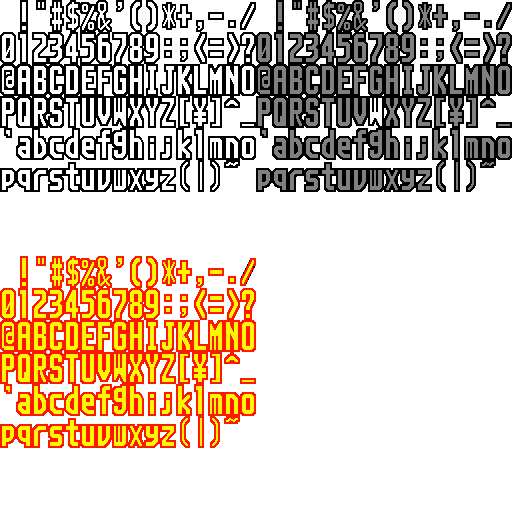 !"#$%&'()*+,-./ !"#$%&'()*+,-./
0123456789:;<=>?0123456789:;<=>?
@ABCDEFGHIJKLMNO@ABCDEFGHIJKLMNO
PQRSTUVWXYZ[¥]^_PQRSTUVWXYZ[¥]^_
'abcdefghijklmno'abcdefghijklmno
pqrstuvwxyz(|)~ pqrstuvwxyz(|)~
!"#$%&'()*+,-./
0123456789:;<=>?
@ABCDEFGHIJKLMNO
PQRSTUVWXYZ[¥]^_
'abcdefghijklmno
pqrstuvwxyz(|)~